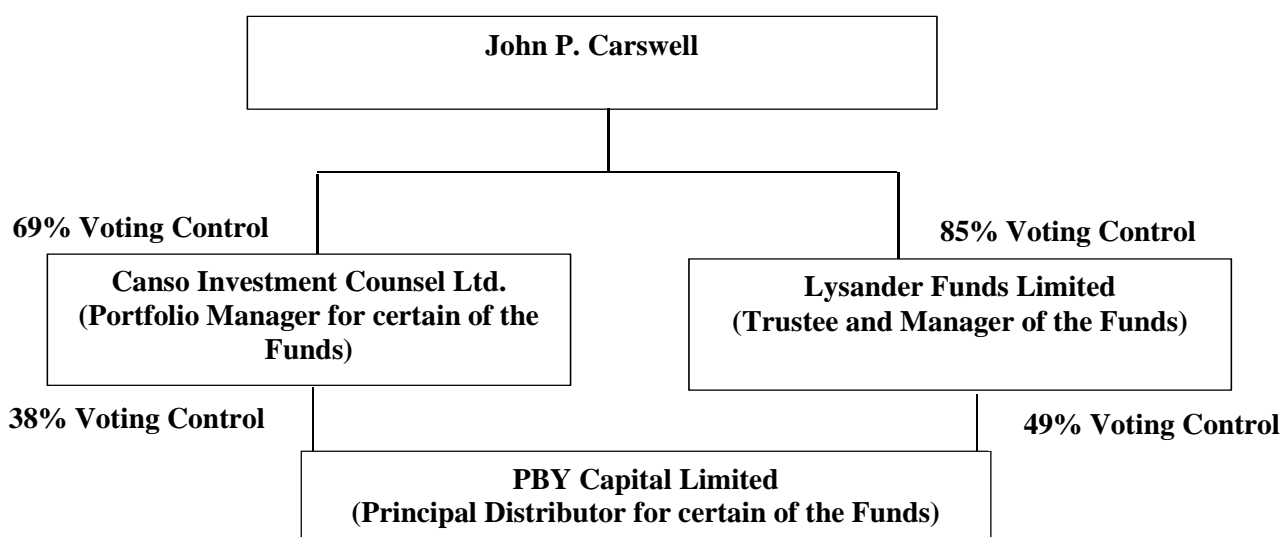 John P. Carswell
69% Voting Control
85% Voting Control
Canso Investment Counsel Ltd.
(Portfolio Manager for certain of the
Funds)
Lysander Funds Limited
(Trustee and Manager of the Funds)
38% Voting Control
49% Voting Control
PBY Capital Limited
(Principal Distributor for certain of the Funds)